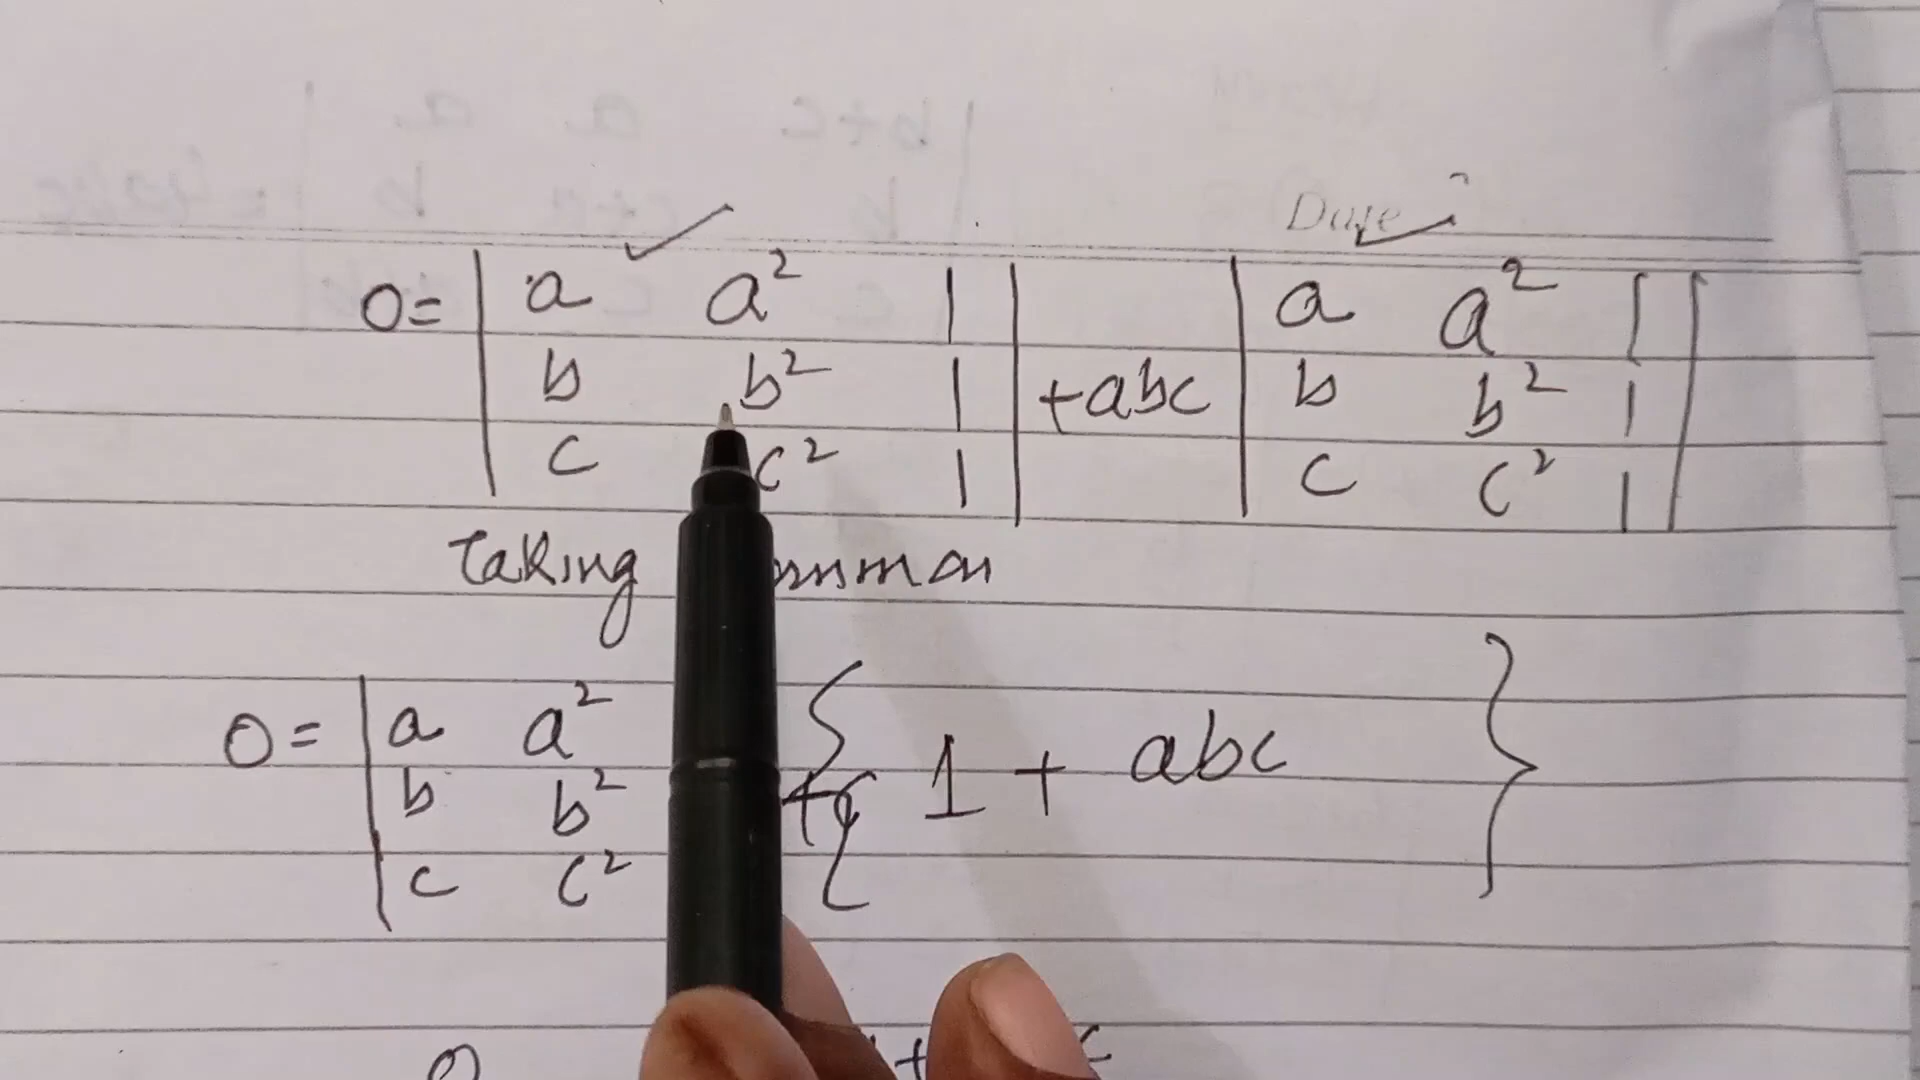 Date
0= | a a² 1 | | a a² 1 |
| b b² 1 | +abc | b b² 1 |
| c c² 1 | | c c² 1 |
Taking
0= | a a² {
| b b² 1 + abc }
| c c²
0